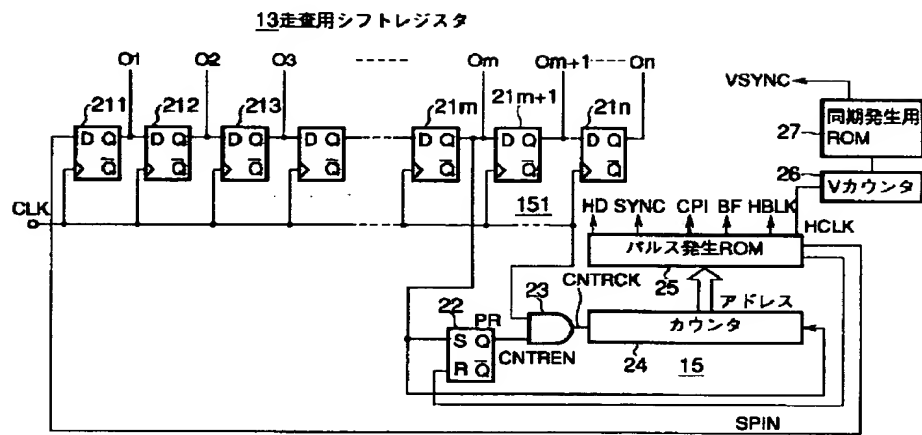 13走査用シフトレジスタ
O1 O2 O3 ----- Om Om+1 ----- On
VSYNC
211 212 213 21m 21m+1 21n
D Q D Q D Q D Q D Q D Q D Q
Q Q Q Q Q Q Q
同期発生用
ROM
27
26
Vカウンタ
CLK
151
HD SYNC CPI BF HBLK
HCLK
パルス発生ROM
25
CNTRCK
アドレス
23
22
PR
S Q
R Q
CNTREN
カウンタ
24
15
SPIN